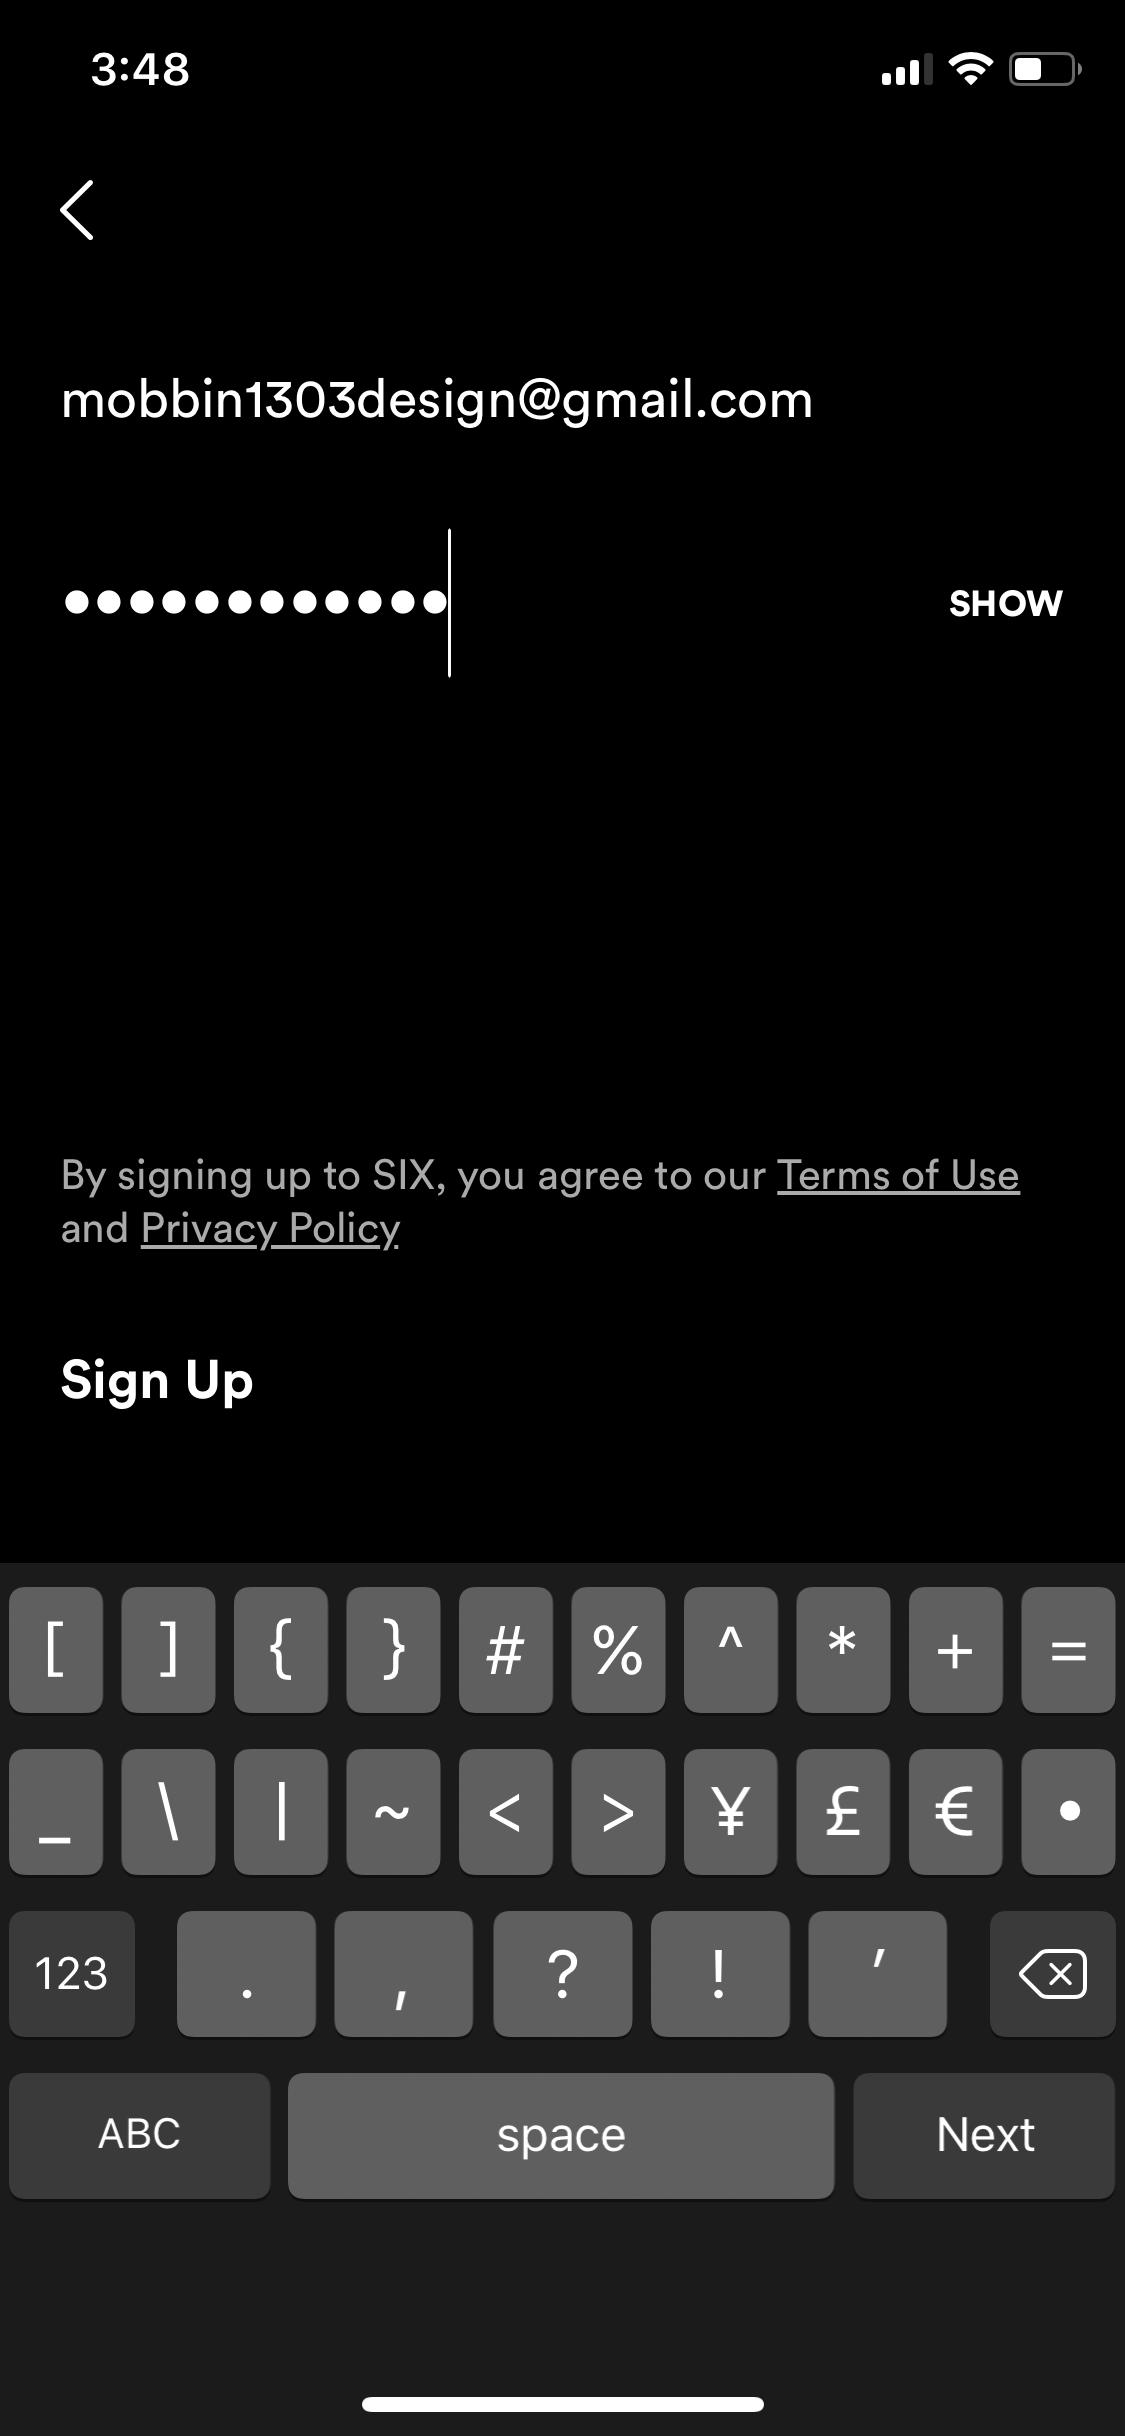 3:48
mobbin1303design@gmail.com
●●●●●●●●●●●● SHOW
By signing up to SIX, you agree to our Terms of Use
and Privacy Policy
Sign Up
[ ] { } # % ^ * + =
_ \ | ~ < > ¥ £ € •
123 . , ? ! ′
ABC space Next